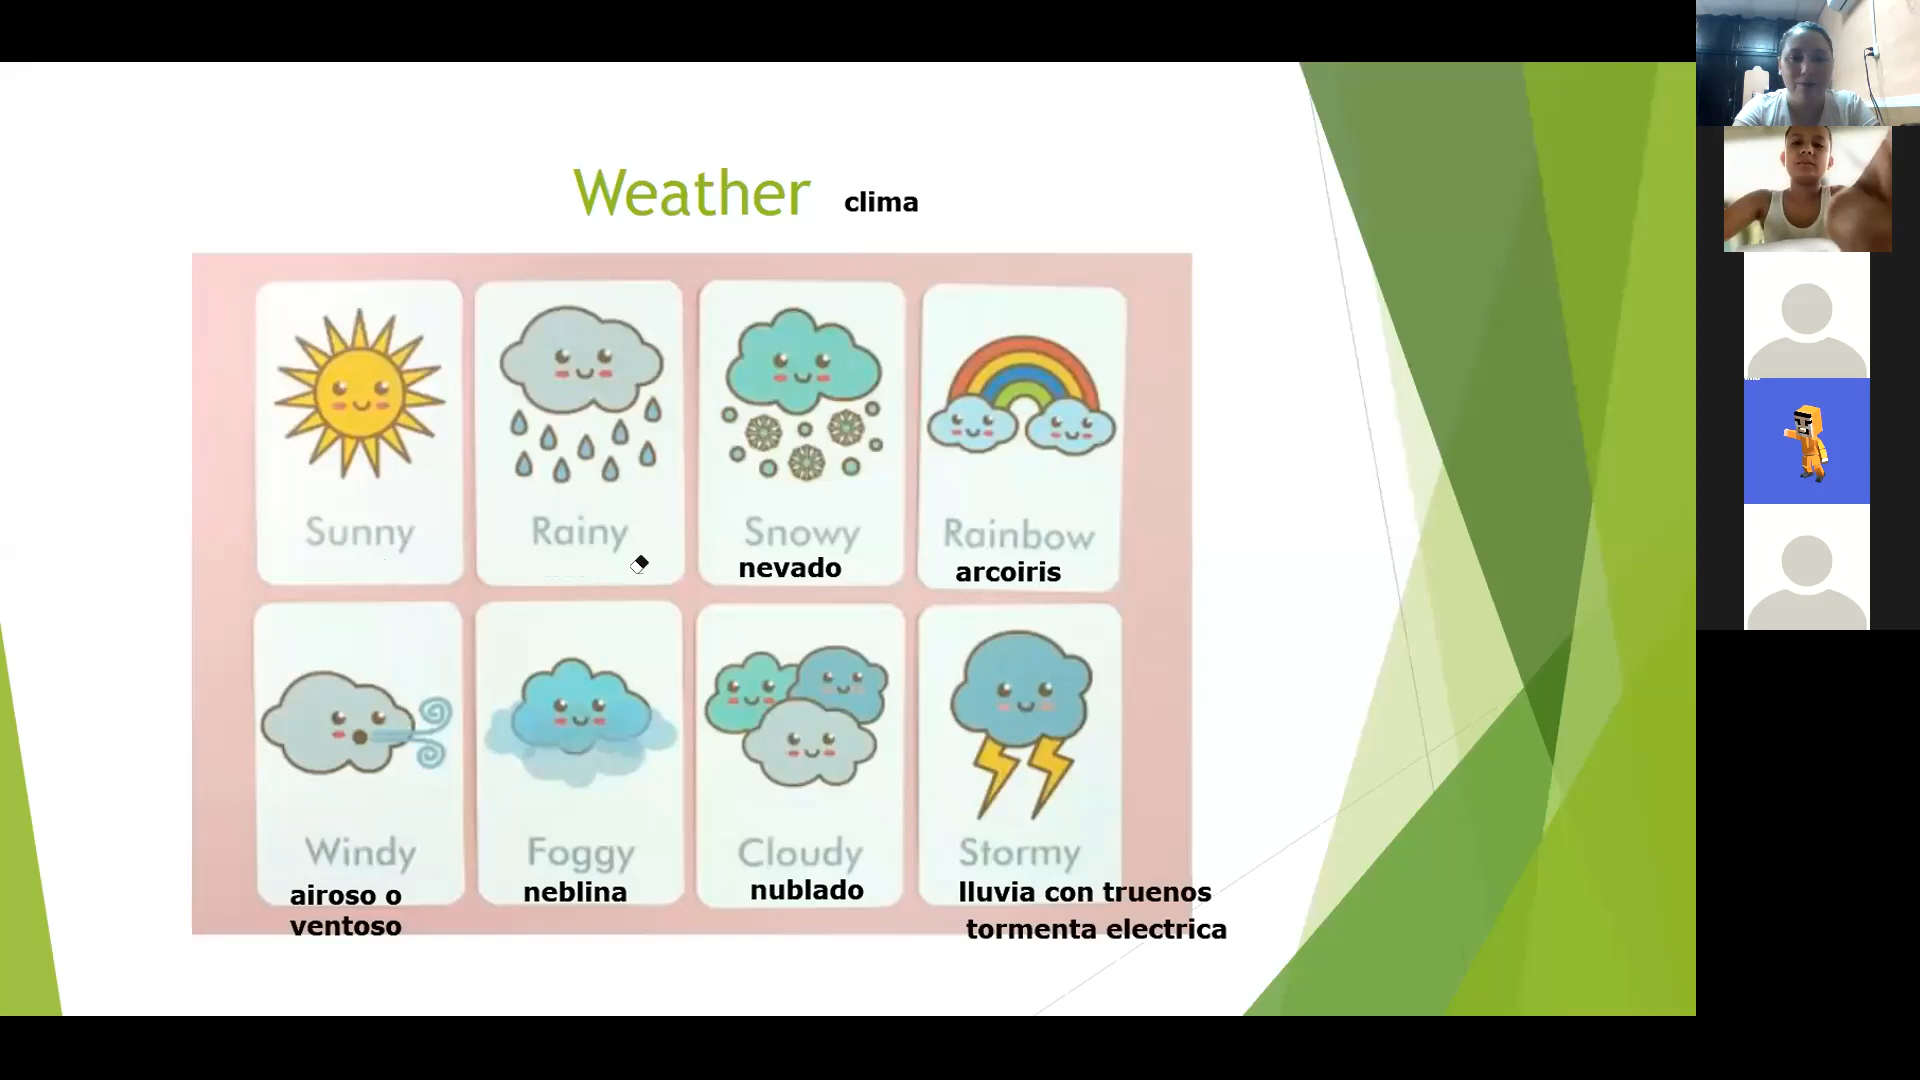 Weather clima
Sunny
Rainy
Snowy
nevado
Rainbow
arcoiris
Windy
airoso o
ventoso
Foggy
neblina
Cloudy
nublado
Stormy
lluvia con truenos
tormenta electrica